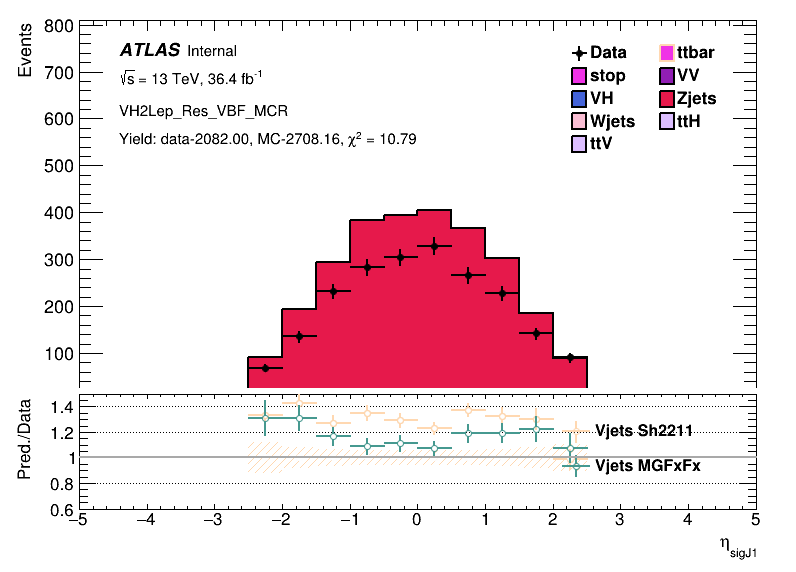 Events
800
700
600
500
400
300
200
100
ATLAS Internal
√s = 13 TeV, 36.4 fb⁻¹
VH2Lep_Res_VBF_MCR
Yield: data-2082.00, MC-2708.16, χ² = 10.79
Data
ttbar
stop
VV
VH
Zjets
Wjets
ttH
ttV
Pred./Data
1.4
1.2
1
0.8
0.6
Vjets Sh2211
Vjets MGFxFx
−5 −4 −3 −2 −1 0 1 2 3 4 5
η_sigJ1